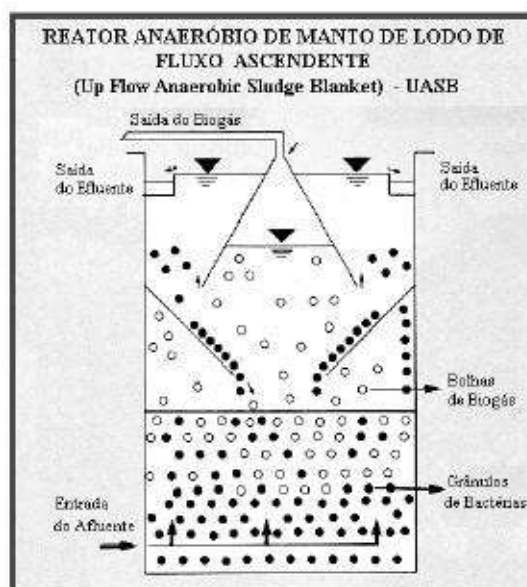 REATOR ANAERÓBIO DE MANTO DE LODO DE
FLUXO ASCENDENTE
(Up Flow Anaerobic Sludge Blanket) - UASB
Saída do Biogás
Saída
do Efluente
Saída
do Efluente
Bolhas
de Biogás
Grânulos
de Bactérias
Entrada
do Afluente